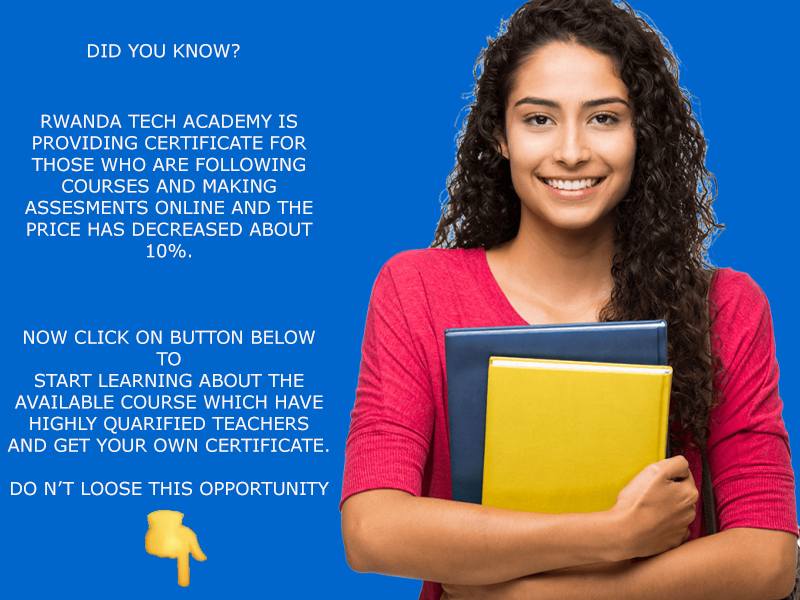 DID YOU KNOW?
RWANDA TECH ACADEMY IS
PROVIDING CERTIFICATE FOR
THOSE WHO ARE FOLLOWING
COURSES AND MAKING
ASSESMENTS ONLINE AND THE
PRICE HAS DECREASED ABOUT
10%.
NOW CLICK ON BUTTON BELOW
TO
START LEARNING ABOUT THE
AVAILABLE COURSE WHICH HAVE
HIGHLY QUARIFIED TEACHERS
AND GET YOUR OWN CERTIFICATE.
DO N’T LOOSE THIS OPPORTUNITY